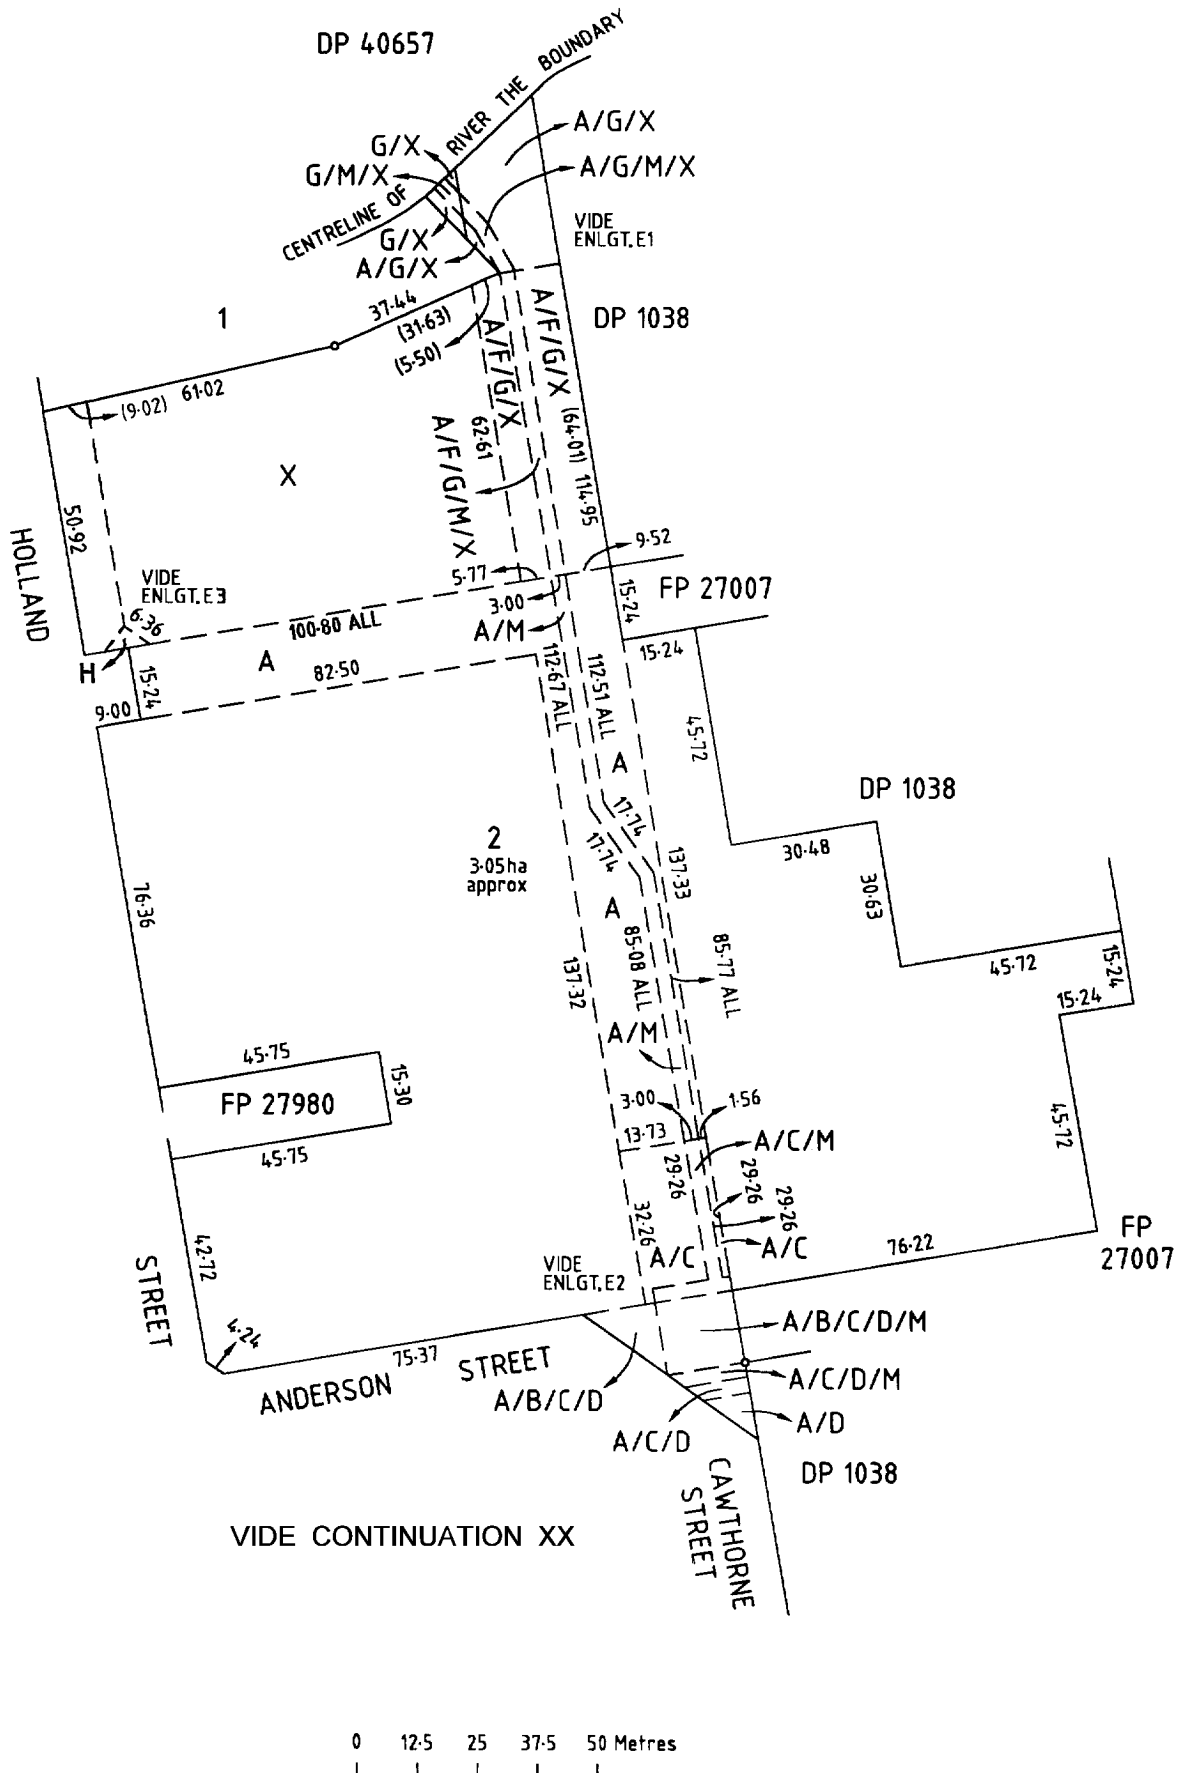 DP 40657
CENTRELINE OF RIVER THE BOUNDARY
A/G/X
G/X
A/G/M/X
G/M/X
VIDE
ENLGT.E1
G/X
A/G/X
1
37·44
(31·63)
(5·50)
A/F/G/X
A/F/G/X
DP 1038
61·02
(9·02)
62·61
(64·01) 114·95
A/F/G/M/X
X
50·92
HOLLAND
9·52
5·77
VIDE
ENLGT.E3
FP 27007
3·00
15·24
6·36
100·80 ALL
A/M
15·24
H
15·24
A
82·50
112·67 ALL
112·51 ALL
9·00
45·72
A
DP 1038
17·74
17·74
2
3·05ha
approx
30·48
137·33
76·36
A
30·63
85·08 ALL
85·77 ALL
45·72
15·24
137·32
15·24
A/M
45·75
15·30
FP 27980
3·00
1·56
45·72
13·73
A/C/M
45·75
29·26
29·26
29·26
32·26
42·72
A/C
A/C
76·22
FP
27007
VIDE
ENLGT.E2
STREET
4·24
A/B/C/D/M
75·37
STREET
ANDERSON
A/B/C/D
A/C/D/M
A/D
A/C/D
DP 1038
CAWTHORNE
STREET
VIDE CONTINUATION XX
0 12·5 25 37·5 50 Metres